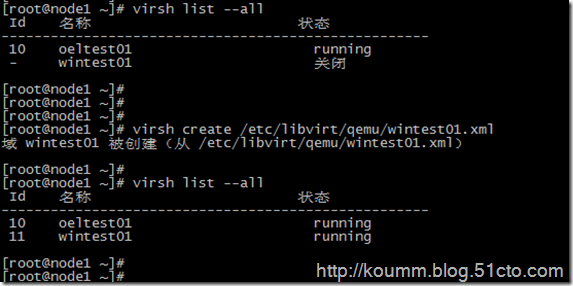 [root@node1 ~]# virsh list --all
Id 名称 状态
----------------------------------------------------
10 oeltest01 running
- wintest01 关闭
[root@node1 ~]#
[root@node1 ~]#
[root@node1 ~]#
[root@node1 ~]# virsh create /etc/libvirt/qemu/wintest01.xml
域 wintest01 被创建（从 /etc/libvirt/qemu/wintest01.xml）
[root@node1 ~]#
[root@node1 ~]# virsh list --all
Id 名称 状态
----------------------------------------------------
10 oeltest01 running
11 wintest01 running
[root@node1 ~]#
[root@node1 ~]#
http://koumm.blog.51cto.com